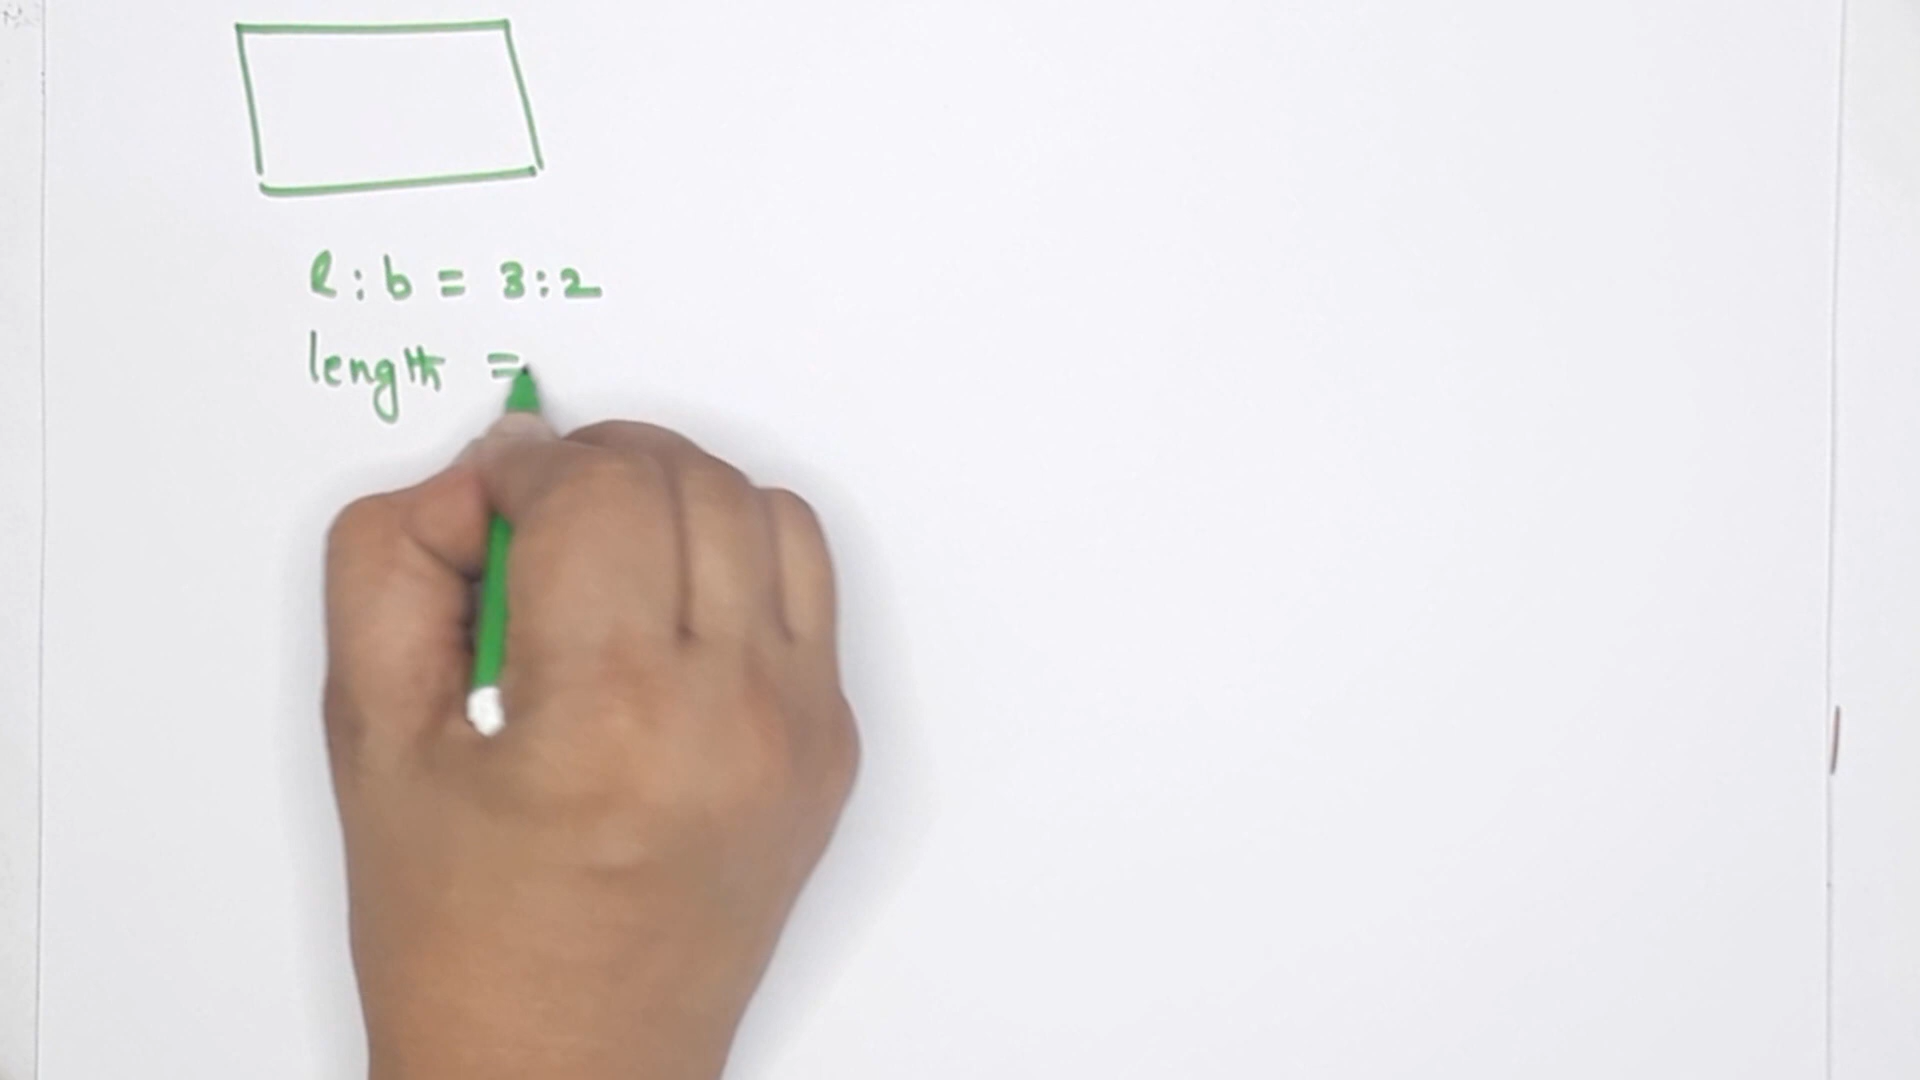 l : b = 3 : 2
length =